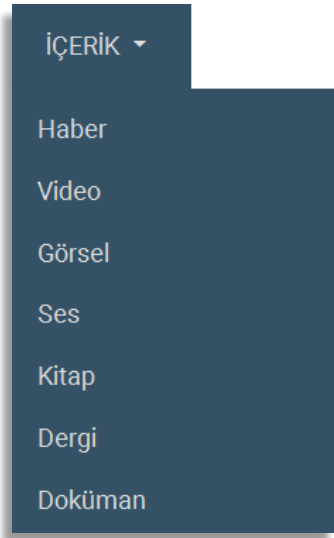 İÇERİK
Haber
Video
Görsel
Ses
Kitap
Dergi
Doküman